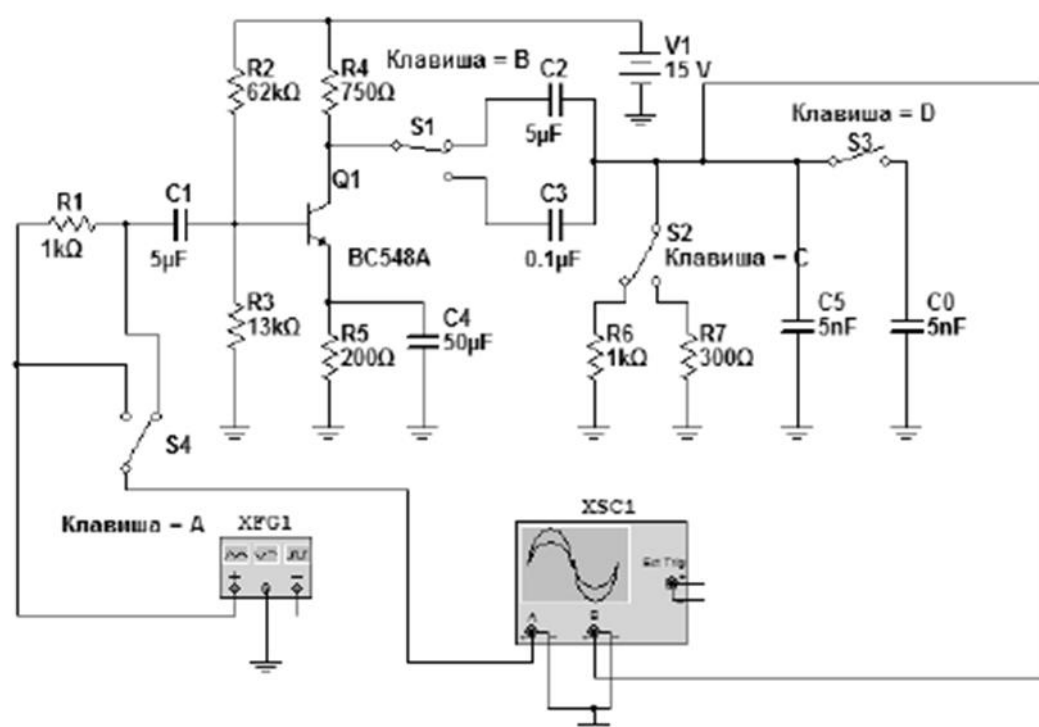 Клавиша = B
V1
15 V
R2
62kΩ
R4
750Ω
C2
5µF
S1
Клавиша = D
S3
Q1
R1
1kΩ
C1
5µF
C3
0.1µF
BC548A
S2
Клавиша = C
R3
13kΩ
R5
200Ω
C4
50µF
R6
1kΩ
R7
300Ω
C5
5nF
C0
5nF
S4
Клавиша = A
XFG1
XSC1
Ext Trig
A
B